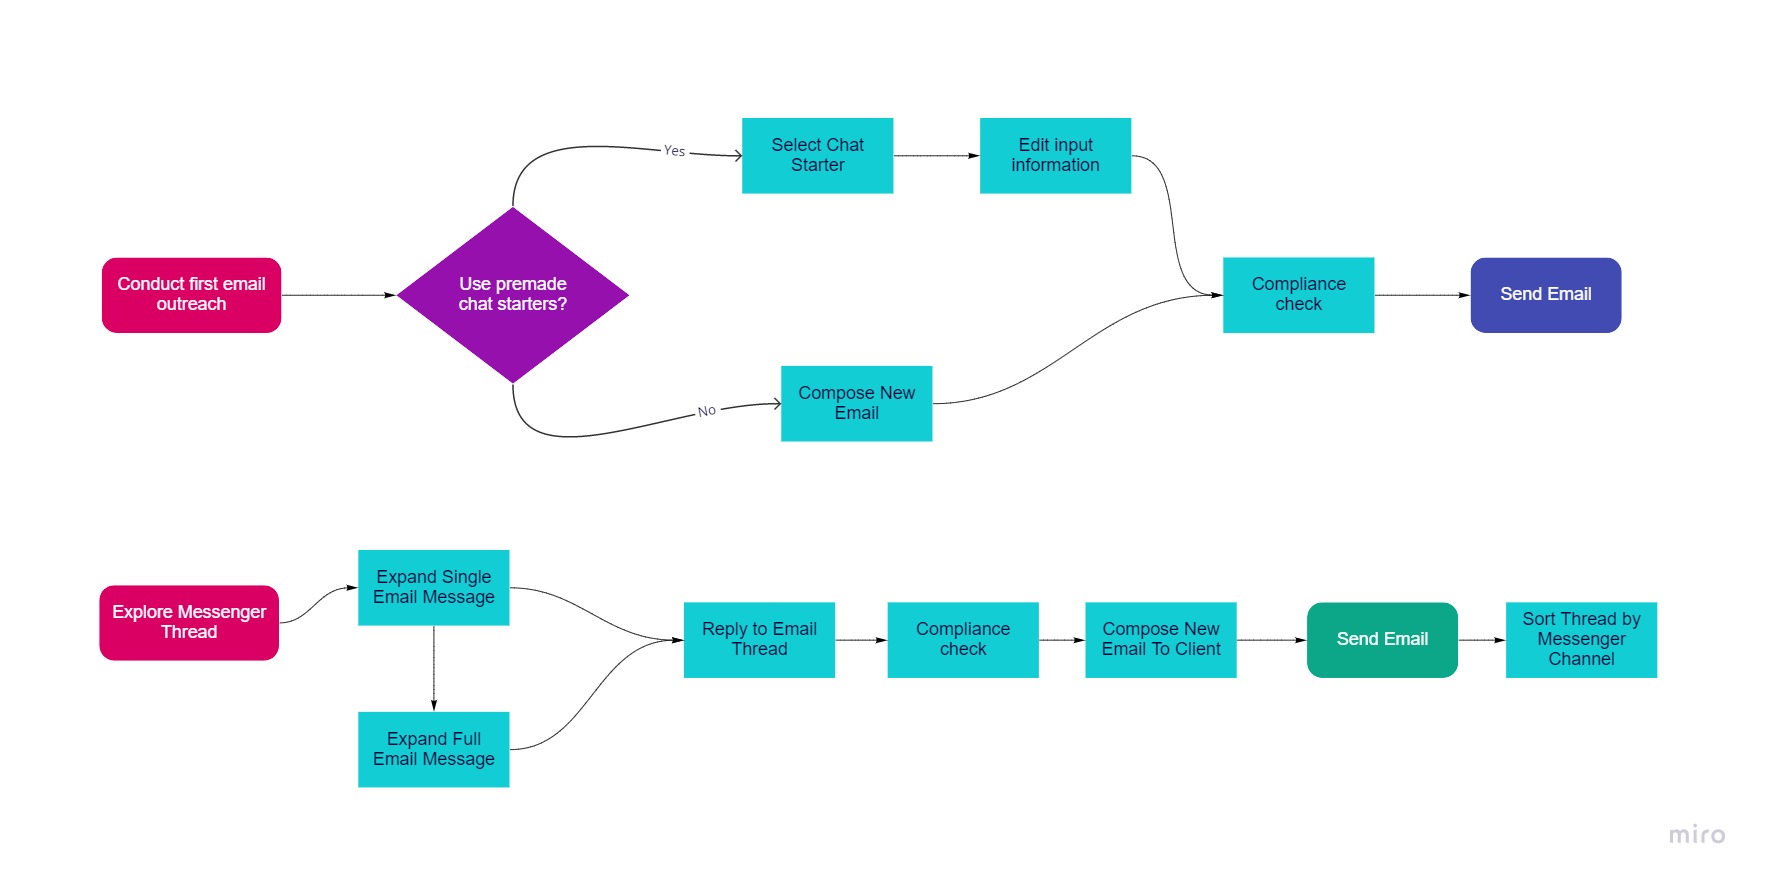 Yes
Select Chat
Starter
Edit input
information
Conduct first email
outreach
Use premade
chat starters?
Compliance
check
Send Email
No
Compose New
Email
Explore Messenger
Thread
Expand Single
Email Message
Expand Full
Email Message
Reply to Email
Thread
Compliance
check
Compose New
Email To Client
Send Email
Sort Thread by
Messenger
Channel
miro